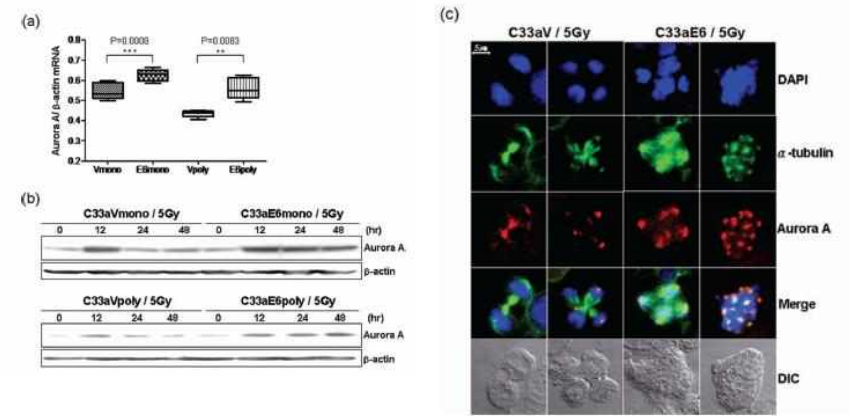 (a)
P=0.0009
P=0.0083
***
**
Aurora A/ β-actin mRNA
0.8
0.7
0.6
0.5
0.4
0.3
0.2
Vmono E6mono Vpoly E6poly
(b)
C33aVmono / 5Gy C33aE6mono / 5Gy
0 12 24 48 0 12 24 48 (hr)
Aurora A
β-actin
C33aVpoly / 5Gy C33aE6poly / 5Gy
0 12 24 48 0 12 24 48 (hr)
Aurora A
β-actin
(c)
C33aV / 5Gy C33aE6 / 5Gy
DAPI
α-tubulin
Aurora A
Merge
DIC